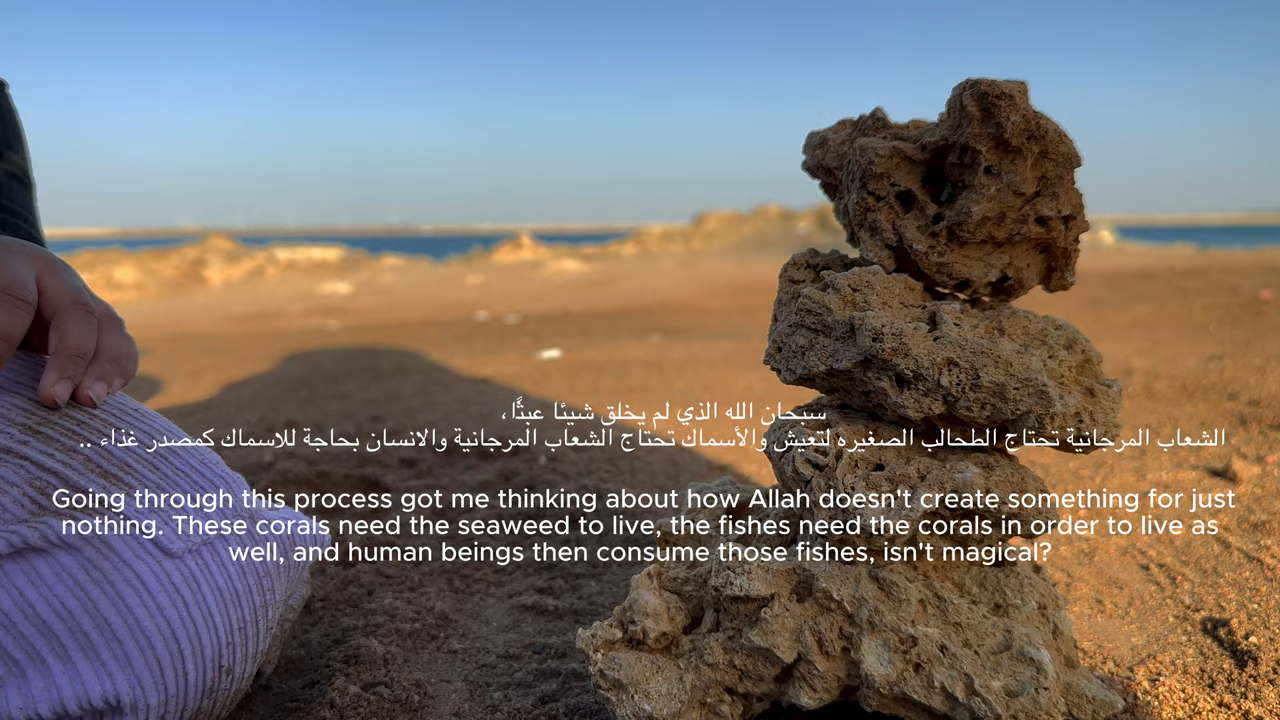 سبحان الله الذي لم يخلق شيئا عبثًا،
الشعاب المرجانية تحتاج الطحالب الصغيره لتعيش والأسماك تحتاج الشعاب المرجانية والانسان بحاجة للاسماك كمصدر غذاء ..
Going through this process got me thinking about how Allah doesn't create something for just
nothing. These corals need the seaweed to live, the fishes need the corals in order to live as
well, and human beings then consume those fishes, isn't magical?